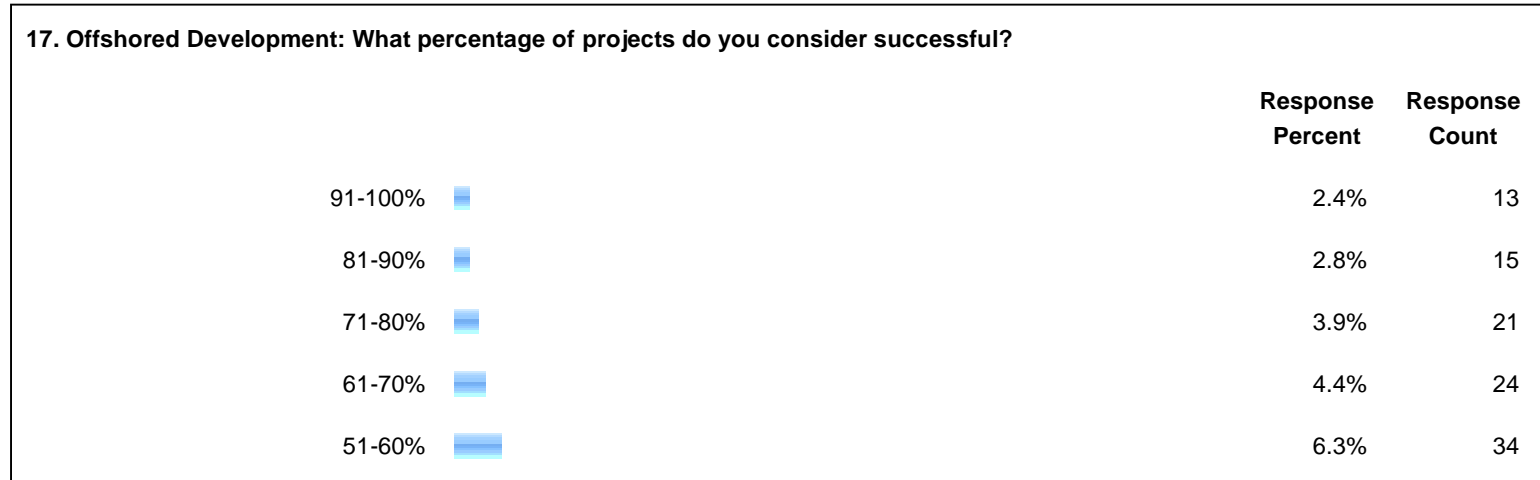 17. Offshored Development: What percentage of projects do you consider successful?
Response Response
Percent Count
91-100% 2.4% 13
81-90% 2.8% 15
71-80% 3.9% 21
61-70% 4.4% 24
51-60% 6.3% 34